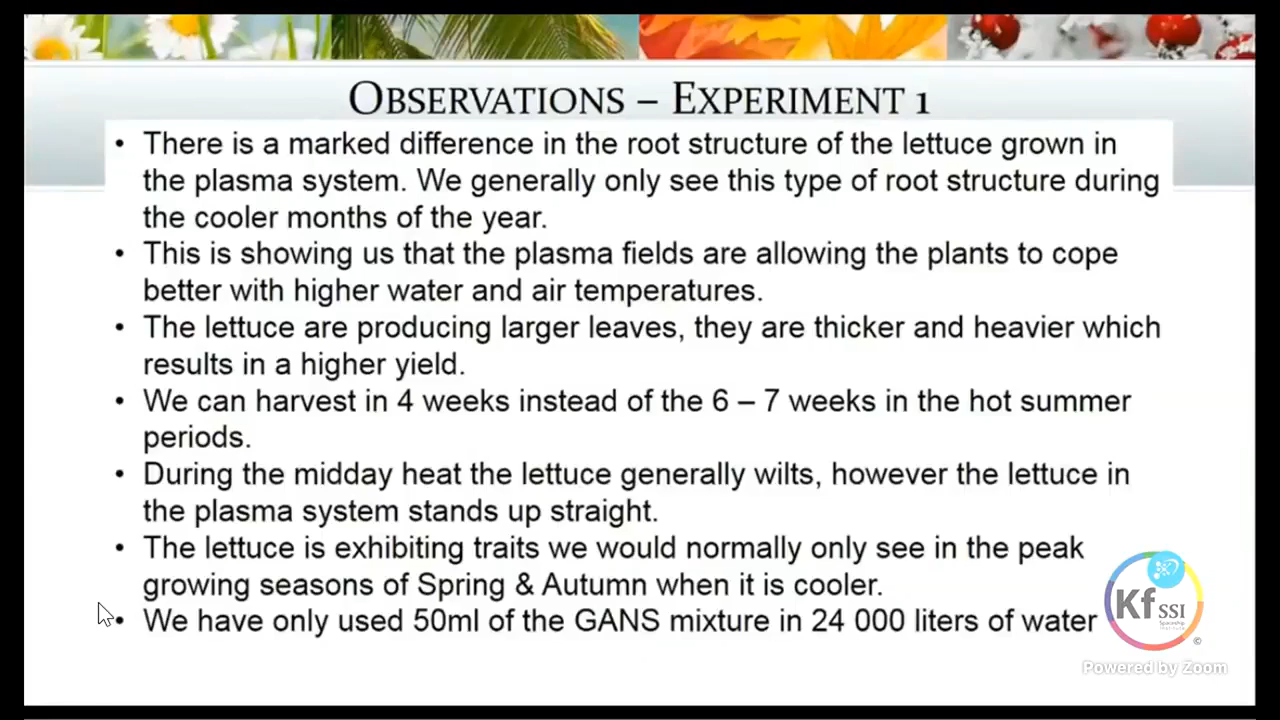 OBSERVATIONS – EXPERIMENT 1
• There is a marked difference in the root structure of the lettuce grown in
the plasma system. We generally only see this type of root structure during
the cooler months of the year.
• This is showing us that the plasma fields are allowing the plants to cope
better with higher water and air temperatures.
• The lettuce are producing larger leaves, they are thicker and heavier which
results in a higher yield.
• We can harvest in 4 weeks instead of the 6 – 7 weeks in the hot summer
periods.
• During the midday heat the lettuce generally wilts, however the lettuce in
the plasma system stands up straight.
• The lettuce is exhibiting traits we would normally only see in the peak
growing seasons of Spring & Autumn when it is cooler.
• We have only used 50ml of the GANS mixture in 24 000 liters of water
Kf SSI
Spaceship
Institute
©
Powered by Zoom